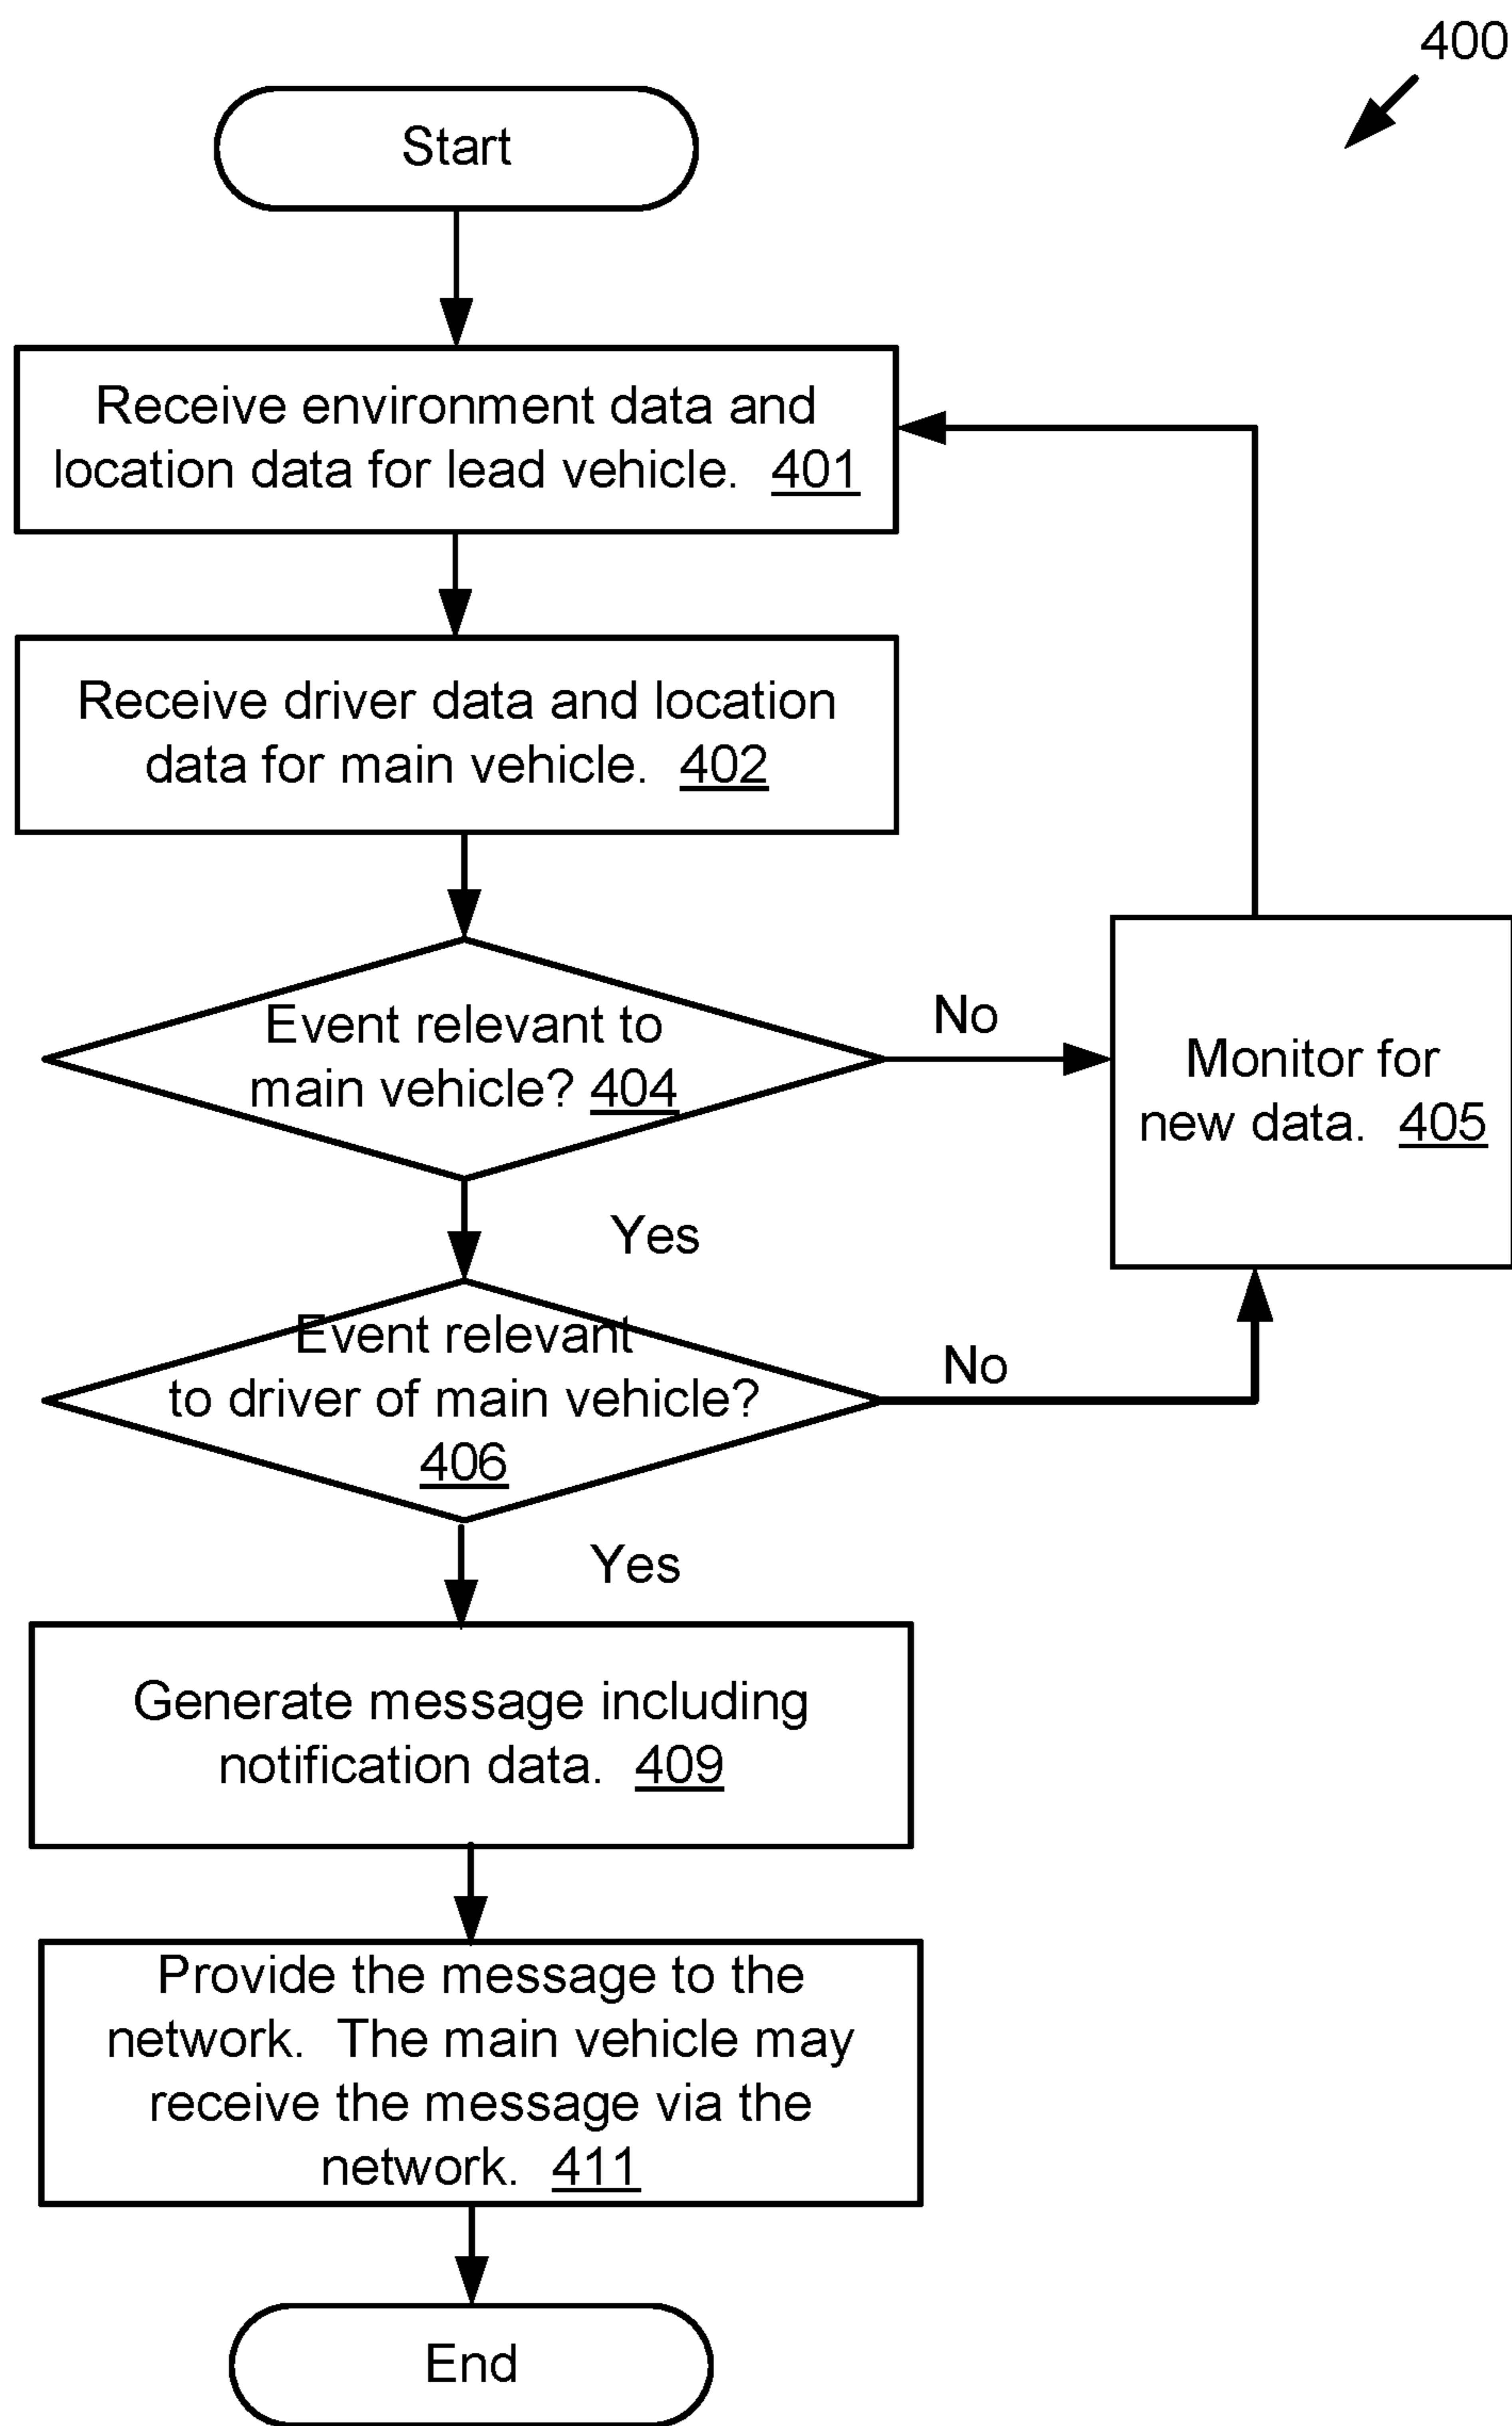 400
Start
Receive environment data and
location data for lead vehicle. 401
Receive driver data and location
data for main vehicle. 402
Event relevant to
main vehicle? 404
No
Monitor for
new data. 405
Yes
Event relevant
to driver of main vehicle?
406
No
Yes
Generate message including
notification data. 409
Provide the message to the
network. The main vehicle may
receive the message via the
network. 411
End